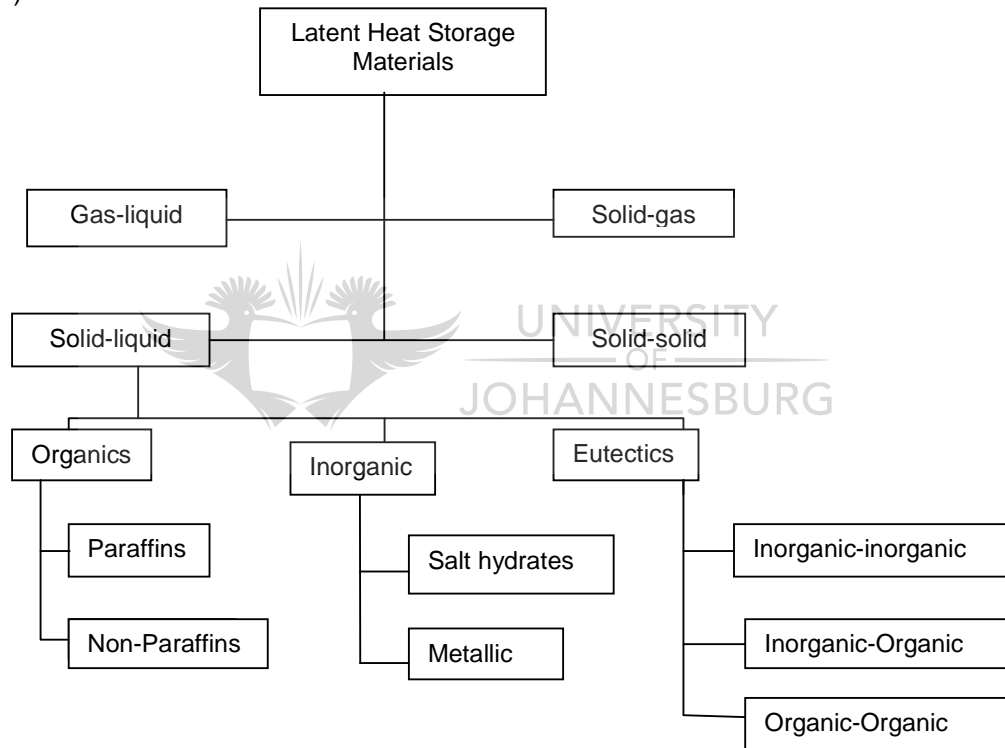 )
Latent Heat Storage
Materials
Gas-liquid
Solid-gas
Solid-liquid
Solid-solid
UNIVERSITY
OF
JOHANNESBURG
Organics
Inorganic
Eutectics
Paraffins
Non-Paraffins
Salt hydrates
Metallic
Inorganic-inorganic
Inorganic-Organic
Organic-Organic